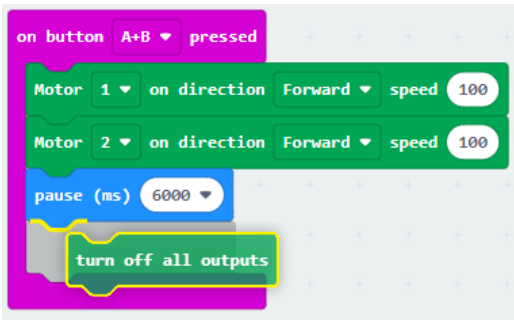 on button A+B pressed
Motor 1 on direction Forward speed 100
Motor 2 on direction Forward speed 100
pause (ms) 6000
turn off all outputs